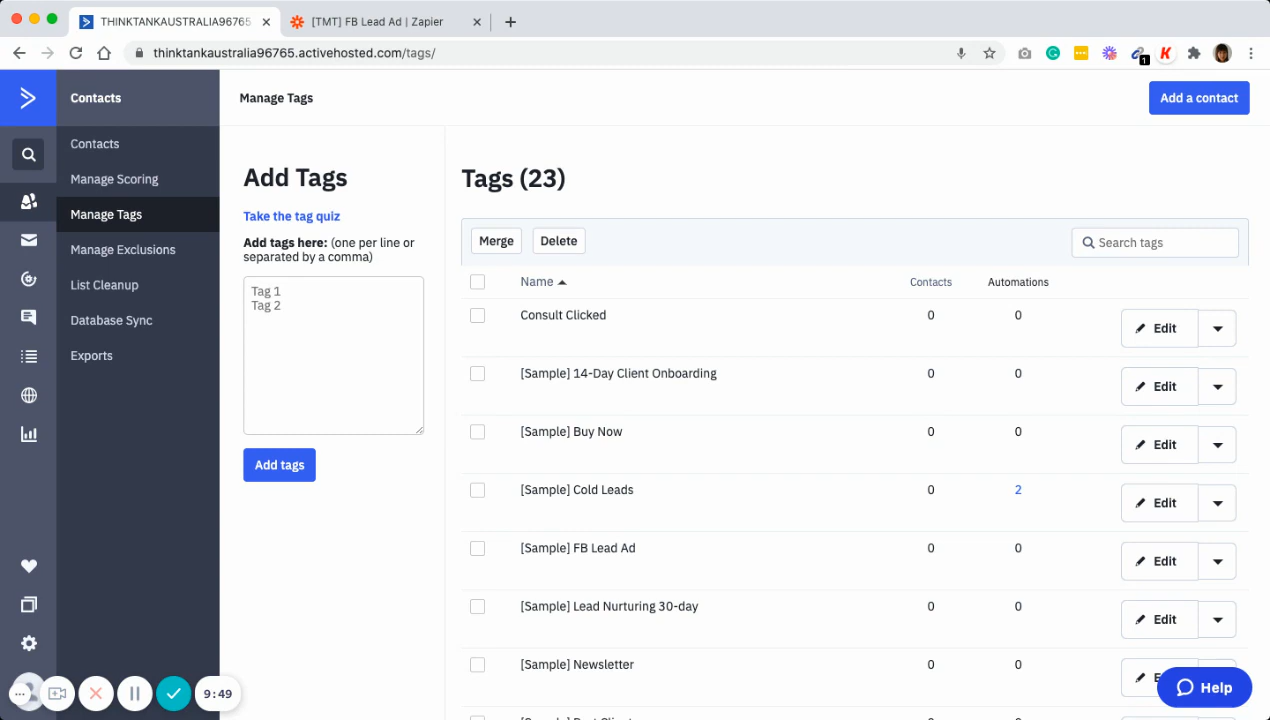 THINKTANKAUSTRALIA96765
[TMT] FB Lead Ad | Zapier
thinktankaustralia96765.activehosted.com/tags/
1
Contacts
Manage Tags
Add a contact
Contacts
Manage Scoring
Manage Tags
Manage Exclusions
List Cleanup
Database Sync
Exports
Add Tags
Take the tag quiz
Add tags here: (one per line or
separated by a comma)
Tag 1
Tag 2
Add tags
Tags (23)
Merge
Delete
Search tags
Name
Contacts
Automations
Consult Clicked
0
0
Edit
[Sample] 14-Day Client Onboarding
0
0
Edit
[Sample] Buy Now
0
0
Edit
[Sample] Cold Leads
0
2
Edit
[Sample] FB Lead Ad
0
0
Edit
[Sample] Lead Nurturing 30-day
0
0
Edit
[Sample] Newsletter
0
0
Help
9:49